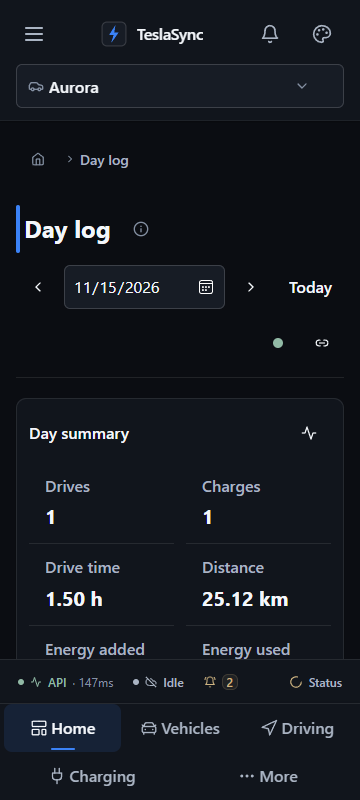 TeslaSync
Aurora
Day log
Day log
11/15/2026
Today
Day summary
Drives
Charges
1
1
Drive time
Distance
1.50 h
25.12 km
Energy added
Energy used
API · 147ms
Idle
2
Status
Home
Vehicles
Driving
Charging
More